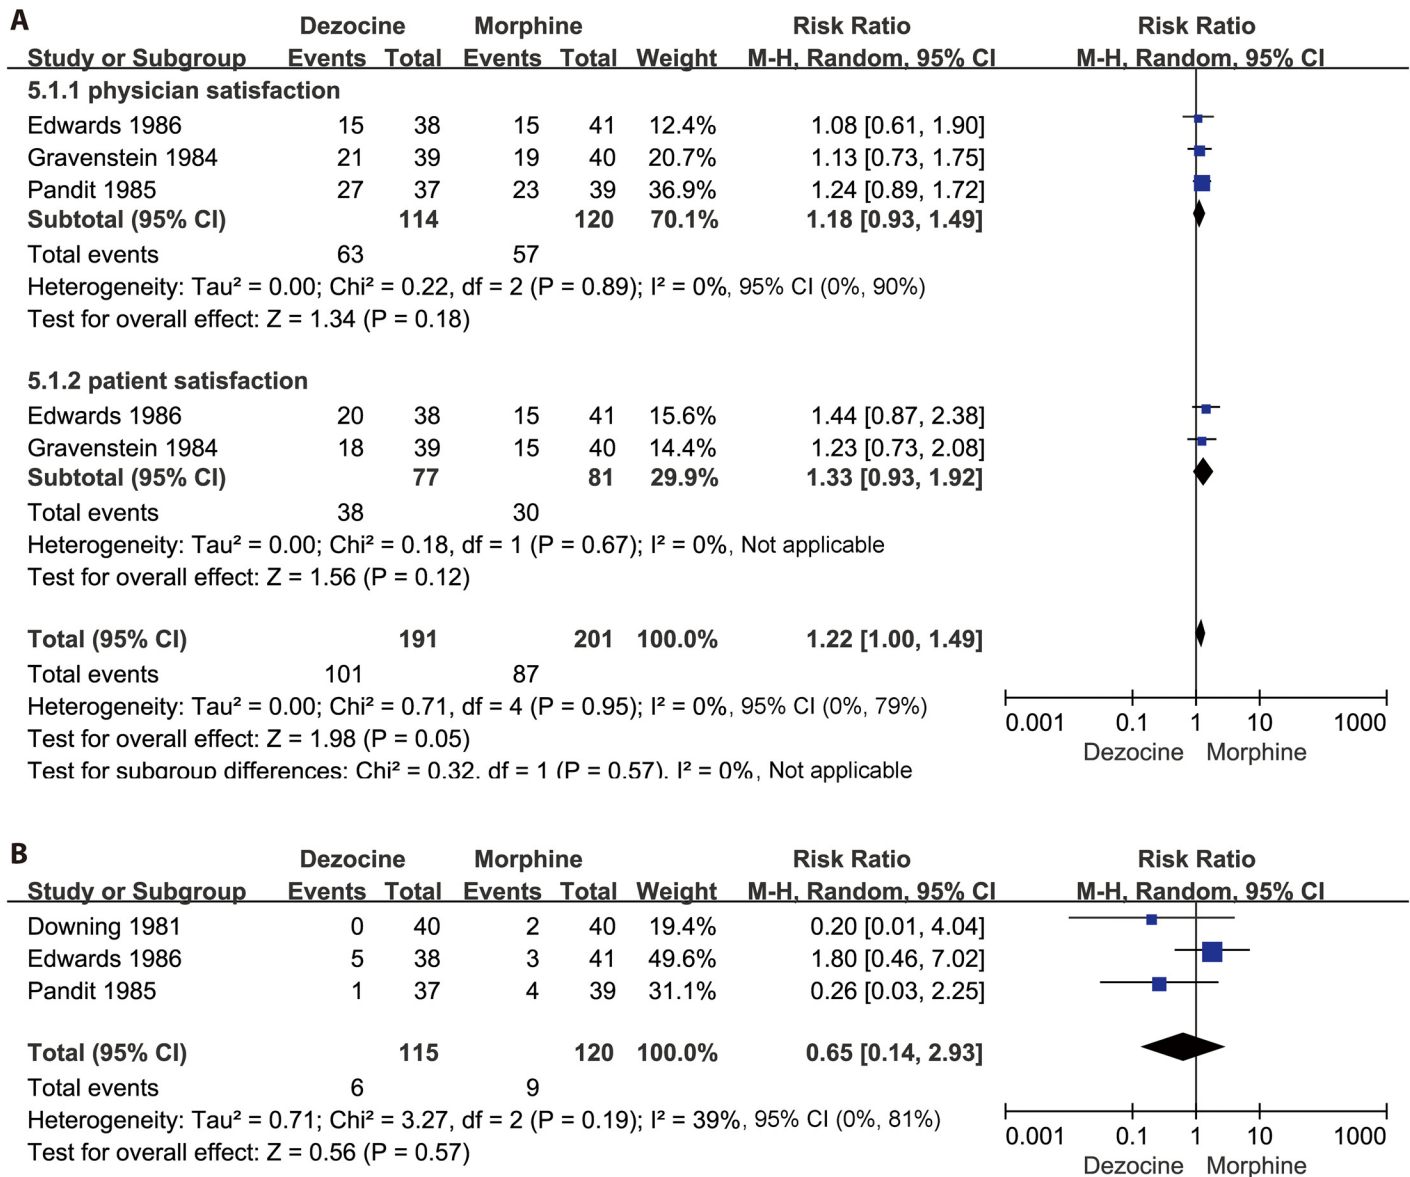 A
Dezocine Morphine Risk Ratio Risk Ratio
Study or Subgroup Events Total Events Total Weight M-H, Random, 95% CI M-H, Random, 95% CI
5.1.1 physician satisfaction
Edwards 1986 15 38 15 41 12.4% 1.08 [0.61, 1.90]
Gravenstein 1984 21 39 19 40 20.7% 1.13 [0.73, 1.75]
Pandit 1985 27 37 23 39 36.9% 1.24 [0.89, 1.72]
Subtotal (95% CI) 114 120 70.1% 1.18 [0.93, 1.49]
Total events 63 57
Heterogeneity: Tau² = 0.00; Chi² = 0.22, df = 2 (P = 0.89); I² = 0%, 95% CI (0%, 90%)
Test for overall effect: Z = 1.34 (P = 0.18)
5.1.2 patient satisfaction
Edwards 1986 20 38 15 41 15.6% 1.44 [0.87, 2.38]
Gravenstein 1984 18 39 15 40 14.4% 1.23 [0.73, 2.08]
Subtotal (95% CI) 77 81 29.9% 1.33 [0.93, 1.92]
Total events 38 30
Heterogeneity: Tau² = 0.00; Chi² = 0.18, df = 1 (P = 0.67); I² = 0%, Not applicable
Test for overall effect: Z = 1.56 (P = 0.12)
Total (95% CI) 191 201 100.0% 1.22 [1.00, 1.49]
Total events 101 87
Heterogeneity: Tau² = 0.00; Chi² = 0.71, df = 4 (P = 0.95); I² = 0%, 95% CI (0%, 79%)
Test for overall effect: Z = 1.98 (P = 0.05)
Test for subgroup differences: Chi² = 0.32. df = 1 (P = 0.57). I² = 0%, Not applicable
0.001 0.1 1 10 1000
Dezocine Morphine
B
Dezocine Morphine Risk Ratio Risk Ratio
Study or Subgroup Events Total Events Total Weight M-H, Random, 95% CI M-H, Random, 95% CI
Downing 1981 0 40 2 40 19.4% 0.20 [0.01, 4.04]
Edwards 1986 5 38 3 41 49.6% 1.80 [0.46, 7.02]
Pandit 1985 1 37 4 39 31.1% 0.26 [0.03, 2.25]
Total (95% CI) 115 120 100.0% 0.65 [0.14, 2.93]
Total events 6 9
Heterogeneity: Tau² = 0.71; Chi² = 3.27, df = 2 (P = 0.19); I² = 39%, 95% CI (0%, 81%)
Test for overall effect: Z = 0.56 (P = 0.57)
0.001 0.1 1 10 1000
Dezocine Morphine